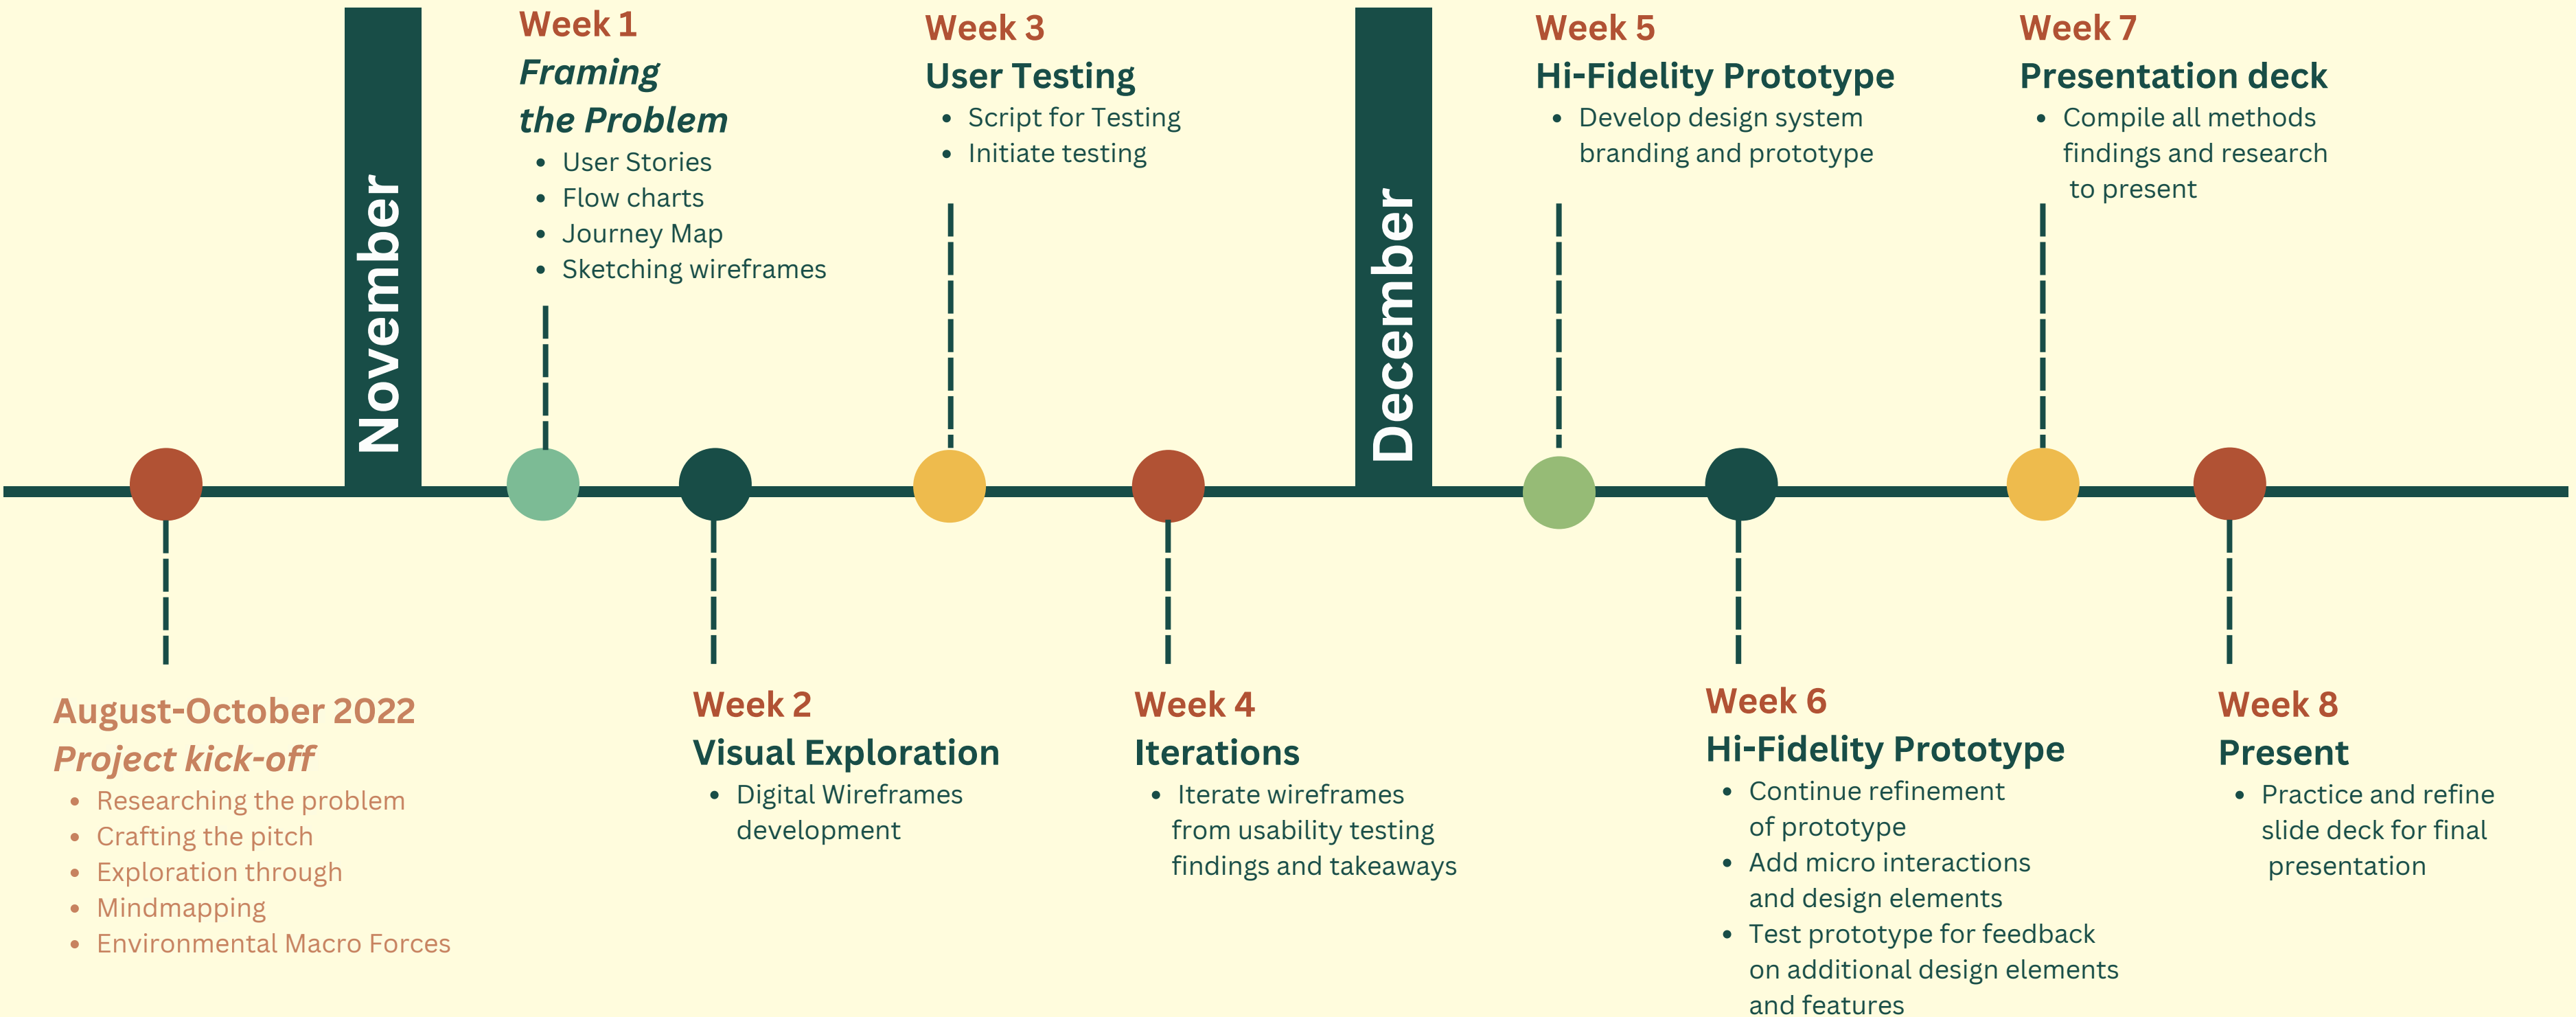 November
Week 1
Framing
the Problem
• User Stories
• Flow charts
• Journey Map
• Sketching wireframes
Week 3
User Testing
• Script for Testing
• Initiate testing
December
Week 5
Hi-Fidelity Prototype
• Develop design system
branding and prototype
Week 7
Presentation deck
• Compile all methods
findings and research
to present
August-October 2022
Project kick-off
• Researching the problem
• Crafting the pitch
• Exploration through
• Mindmapping
• Environmental Macro Forces
Week 2
Visual Exploration
• Digital Wireframes
development
Week 4
Iterations
• Iterate wireframes
from usability testing
findings and takeaways
Week 6
Hi-Fidelity Prototype
• Continue refinement
of prototype
• Add micro interactions
and design elements
• Test prototype for feedback
on additional design elements
and features
Week 8
Present
• Practice and refine
slide deck for final
presentation